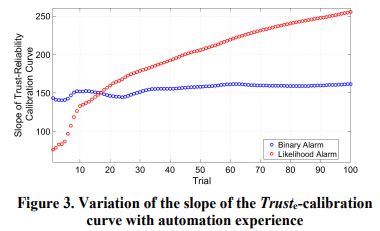 250
200
150
100
Slope of Trust-Reliability
Calibration Curve
10 20 30 40 50 60 70 80 90 100
Trial
Binary Alarm
Likelihood Alarm
Figure 3. Variation of the slope of the Trustₑ-calibration
curve with automation experience